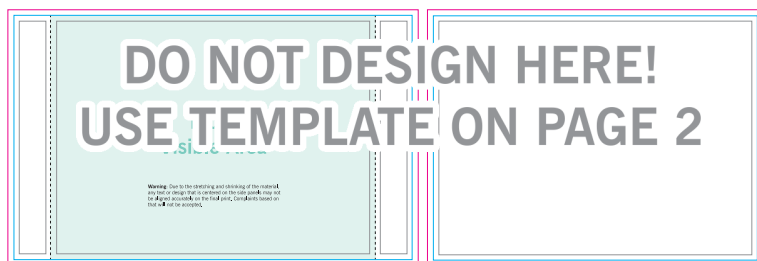 DO NOT DESIGN HERE!
USE TEMPLATE ON PAGE 2
Visible Area
Warning: Due to the stretching and shrinking of the material,
any text or design that is centered on the side panels may not
be aligned accurately on the final print. Complaints based on
that will not be accepted.